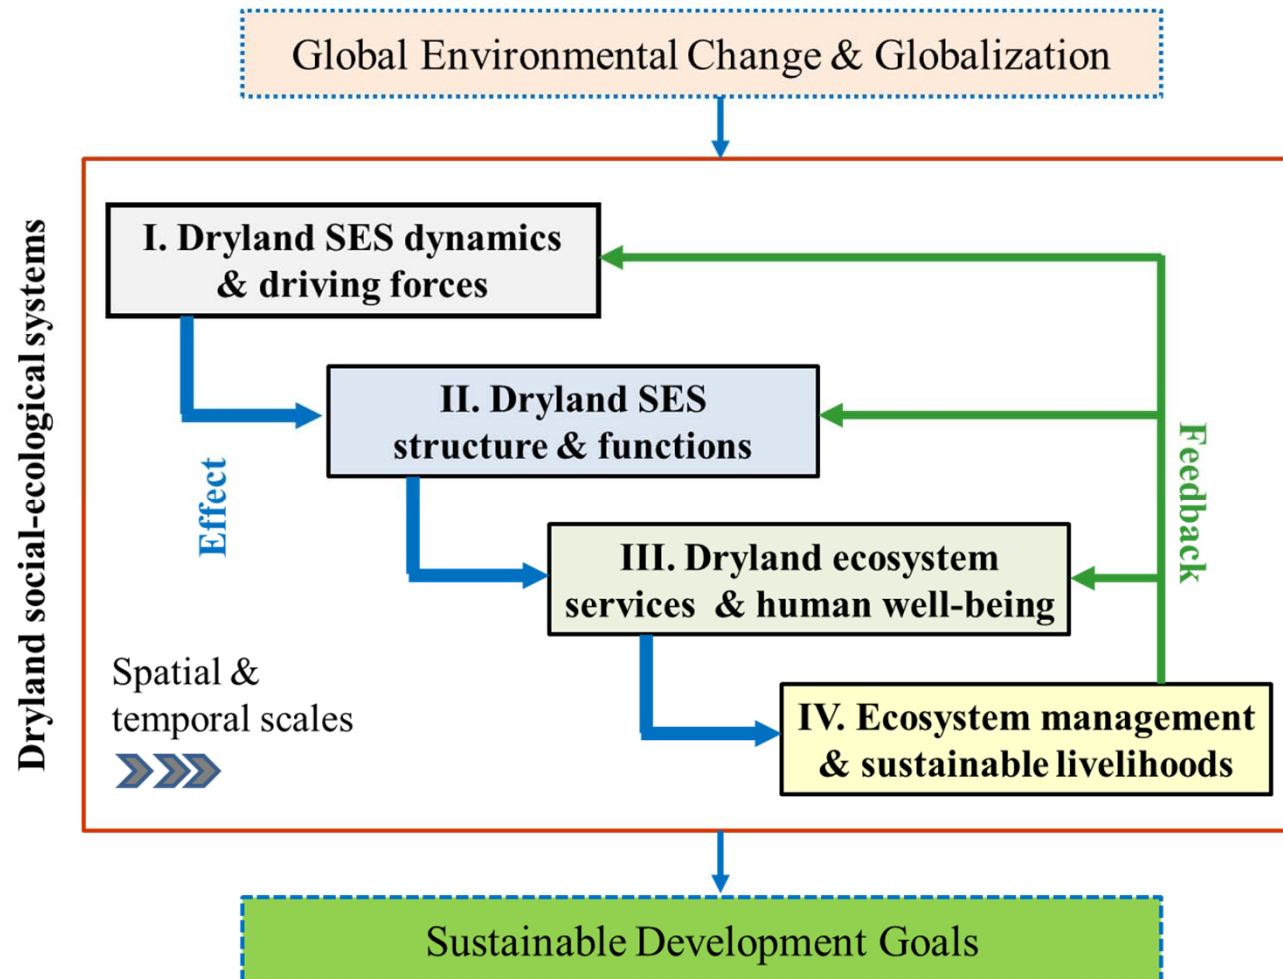 Global Environmental Change & Globalization
Dryland social-ecological systems
I. Dryland SES dynamics
& driving forces
II. Dryland SES
structure & functions
Effect
Feedback
III. Dryland ecosystem
services & human well-being
Spatial &
temporal scales
IV. Ecosystem management
& sustainable livelihoods
Sustainable Development Goals